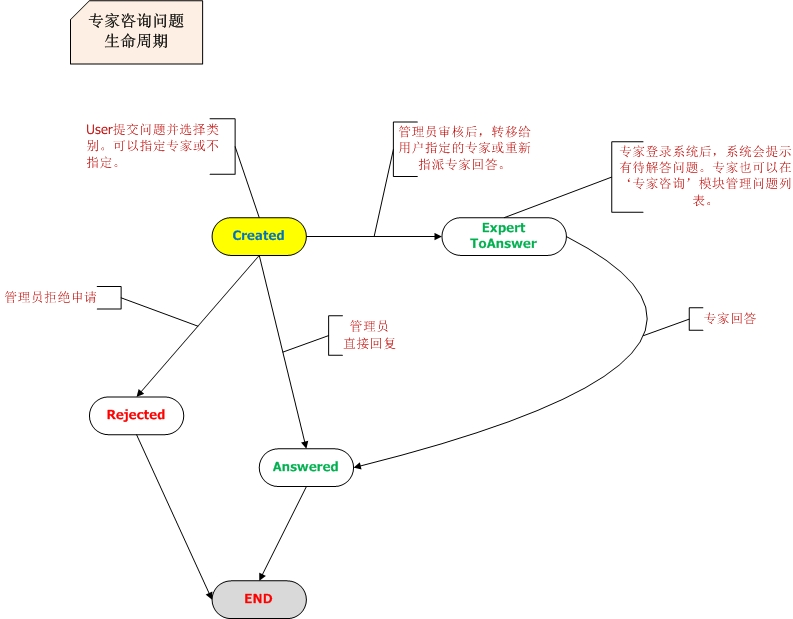 专家咨询问题
生命周期
User提交问题并选择类
别。可以指定专家或不
指定。
管理员审核后，转移给
用户指定的专家或重新
指派专家回答。
专家登录系统后，系统会提示
有待解答问题。专家也可以在
‘专家咨询’模块管理问题列
表。
Created
Expert
ToAnswer
管理员拒绝申请
管理员
直接回复
专家回答
Rejected
Answered
END